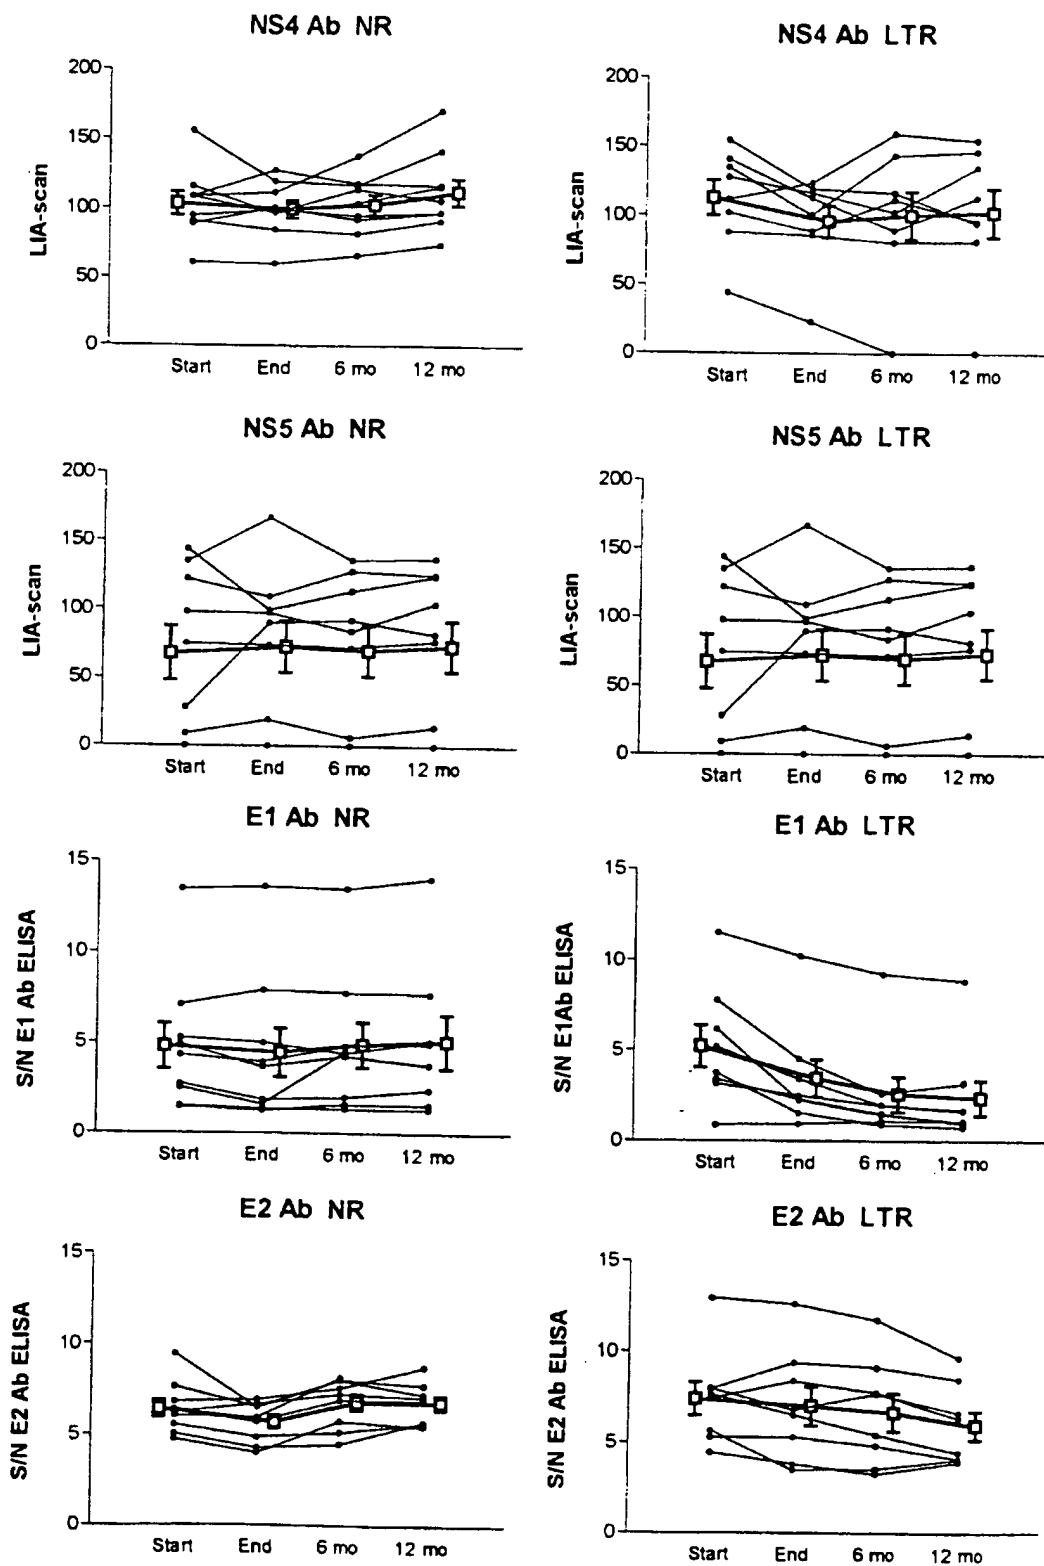 NS4 Ab NR
200
150
100
50
0
LIA-scan
Start End 6 mo 12 mo
NS4 Ab LTR
200
150
100
50
0
LIA-scan
Start End 6 mo 12 mo
NS5 Ab NR
200
150
100
50
0
LIA-scan
Start End 6 mo 12 mo
NS5 Ab LTR
200
150
100
50
0
LIA-scan
Start End 6 mo 12 mo
E1 Ab NR
15
10
5
0
S/N E1 Ab ELISA
Start End 6 mo 12 mo
E1 Ab LTR
15
10
5
0
S/N E1Ab ELISA
Start End 6 mo 12 mo
E2 Ab NR
15
10
5
0
S/N E2 Ab ELISA
Start End 6 mo 12 mo
E2 Ab LTR
15
10
5
0
S/N E2 Ab ELISA
Start End 6 mo 12 mo